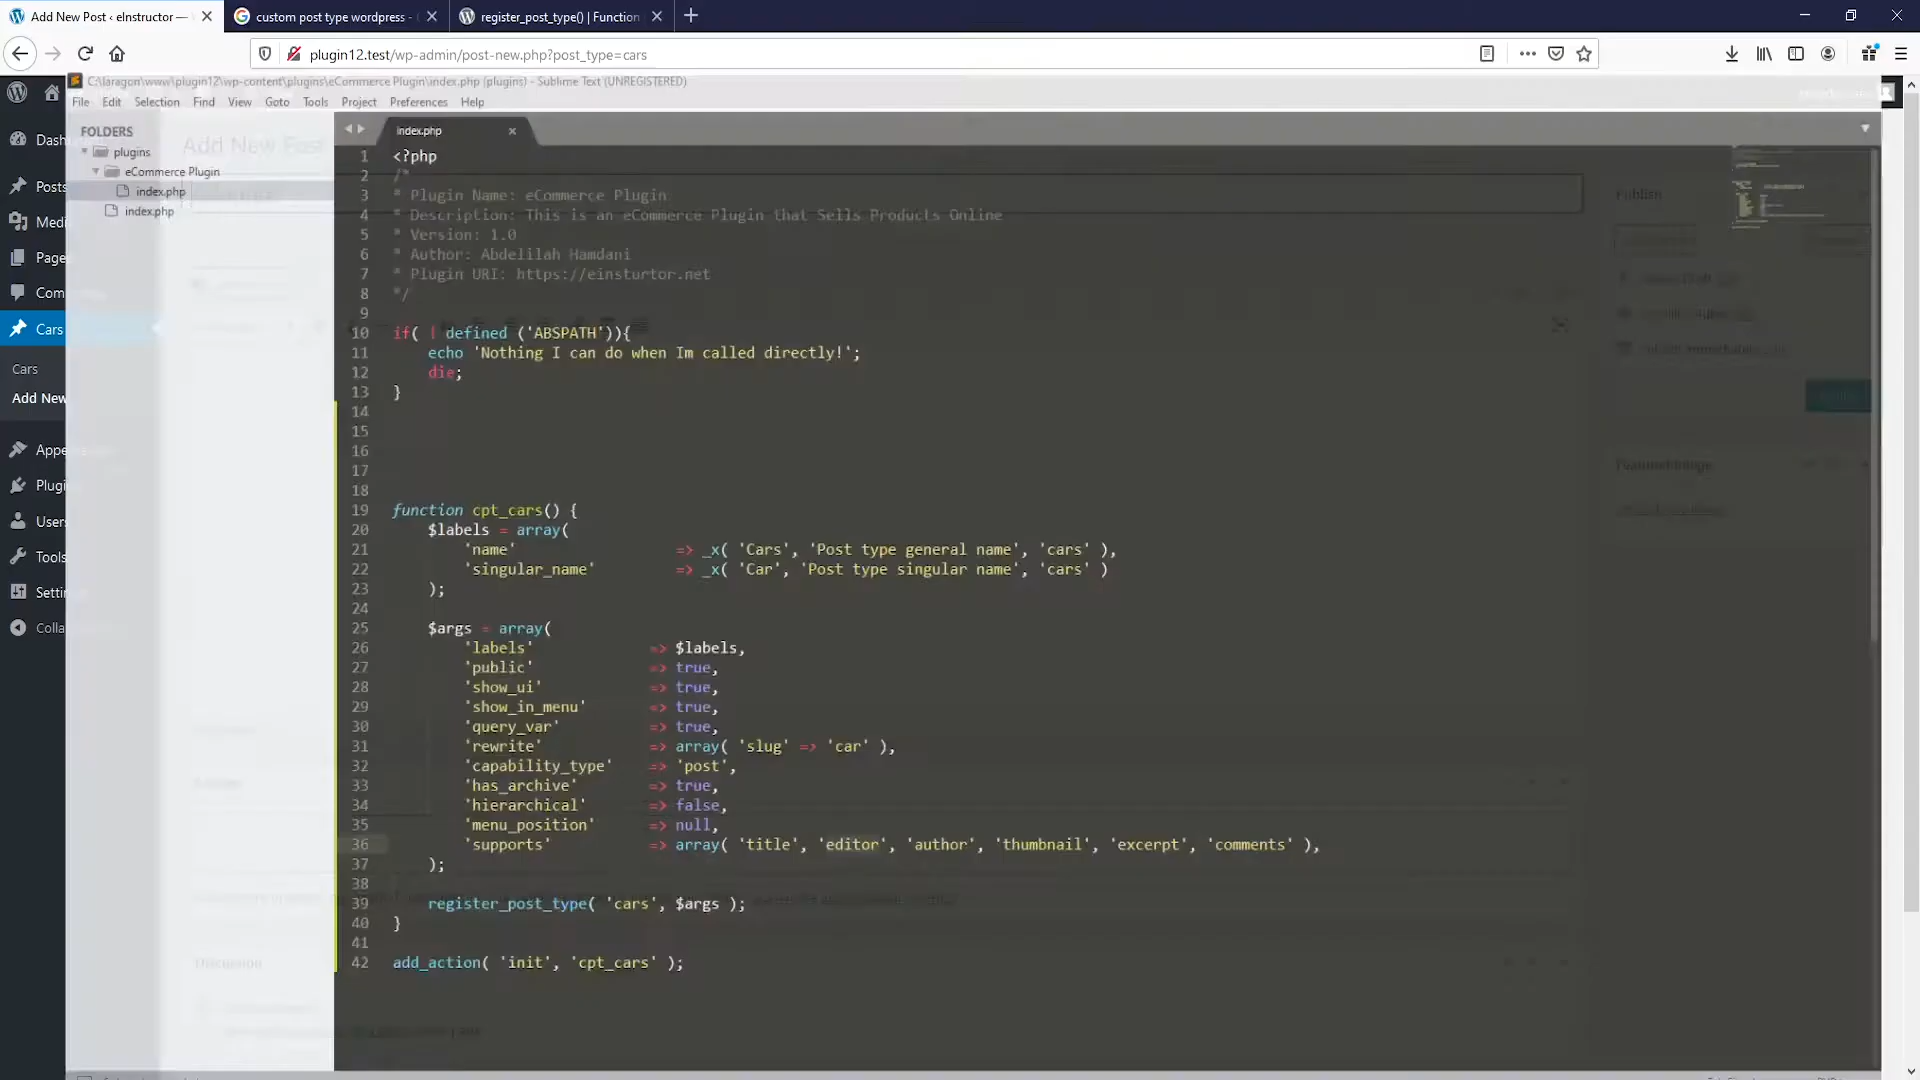 Add New Post ‹ eInstructor —
custom post type wordpress -
register_post_type() | Function
plugin12.test/wp-admin/post-new.php?post_type=cars
C:\laragon\www\plugin12\wp-content\plugins\eCommerce Plugin\index.php (plugins) - Sublime Text (UNREGISTERED)
File Edit Selection Find View Goto Tools Project Preferences Help
Dash
Posts
Medi
Page
Com
Cars
Cars
Add New
Appe
Plugi
Users
Tools
Setti
Colla
Add New Post
FOLDERS
plugins
eCommerce Plugin
index.php
index.php
index.php
1 <?php
2 /*
3 * Plugin Name: eCommerce Plugin
4 * Description: This is an eCommerce Plugin that Sells Products Online
5 * Version: 1.0
6 * Author: Abdelilah Hamdani
7 * Plugin URI: https://einsturtor.net
8 */
9
10 if( ! defined ('ABSPATH')){
11 echo 'Nothing I can do when Im called directly!';
12 die;
13 }
14
15
16
17
18
19 function cpt_cars() {
20 $labels = array(
21 'name' => _x( 'Cars', 'Post type general name', 'cars' ),
22 'singular_name' => _x( 'Car', 'Post type singular name', 'cars' )
23 );
24
25 $args = array(
26 'labels' => $labels,
27 'public' => true,
28 'show_ui' => true,
29 'show_in_menu' => true,
30 'query_var' => true,
31 'rewrite' => array( 'slug' => 'car' ),
32 'capability_type' => 'post',
33 'has_archive' => true,
34 'hierarchical' => false,
35 'menu_position' => null,
36 'supports' => array( 'title', 'editor', 'author', 'thumbnail', 'excerpt', 'comments' ),
37 );
38
39 register_post_type( 'cars', $args );
40 }
41
42 add_action( 'init', 'cpt_cars' );
Publish
Featured image
Discussion